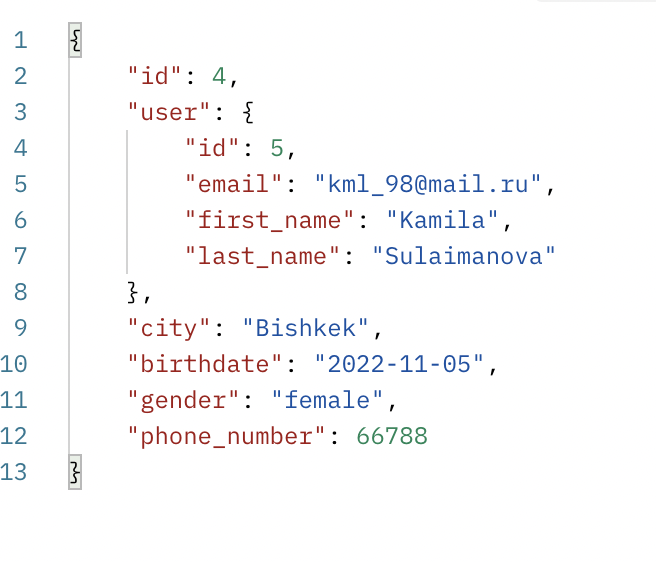 1 {
2 "id": 4,
3 "user": {
4 "id": 5,
5 "email": "kml_98@mail.ru",
6 "first_name": "Kamila",
7 "last_name": "Sulaimanova"
8 },
9 "city": "Bishkek",
10 "birthdate": "2022-11-05",
11 "gender": "female",
12 "phone_number": 66788
13 }